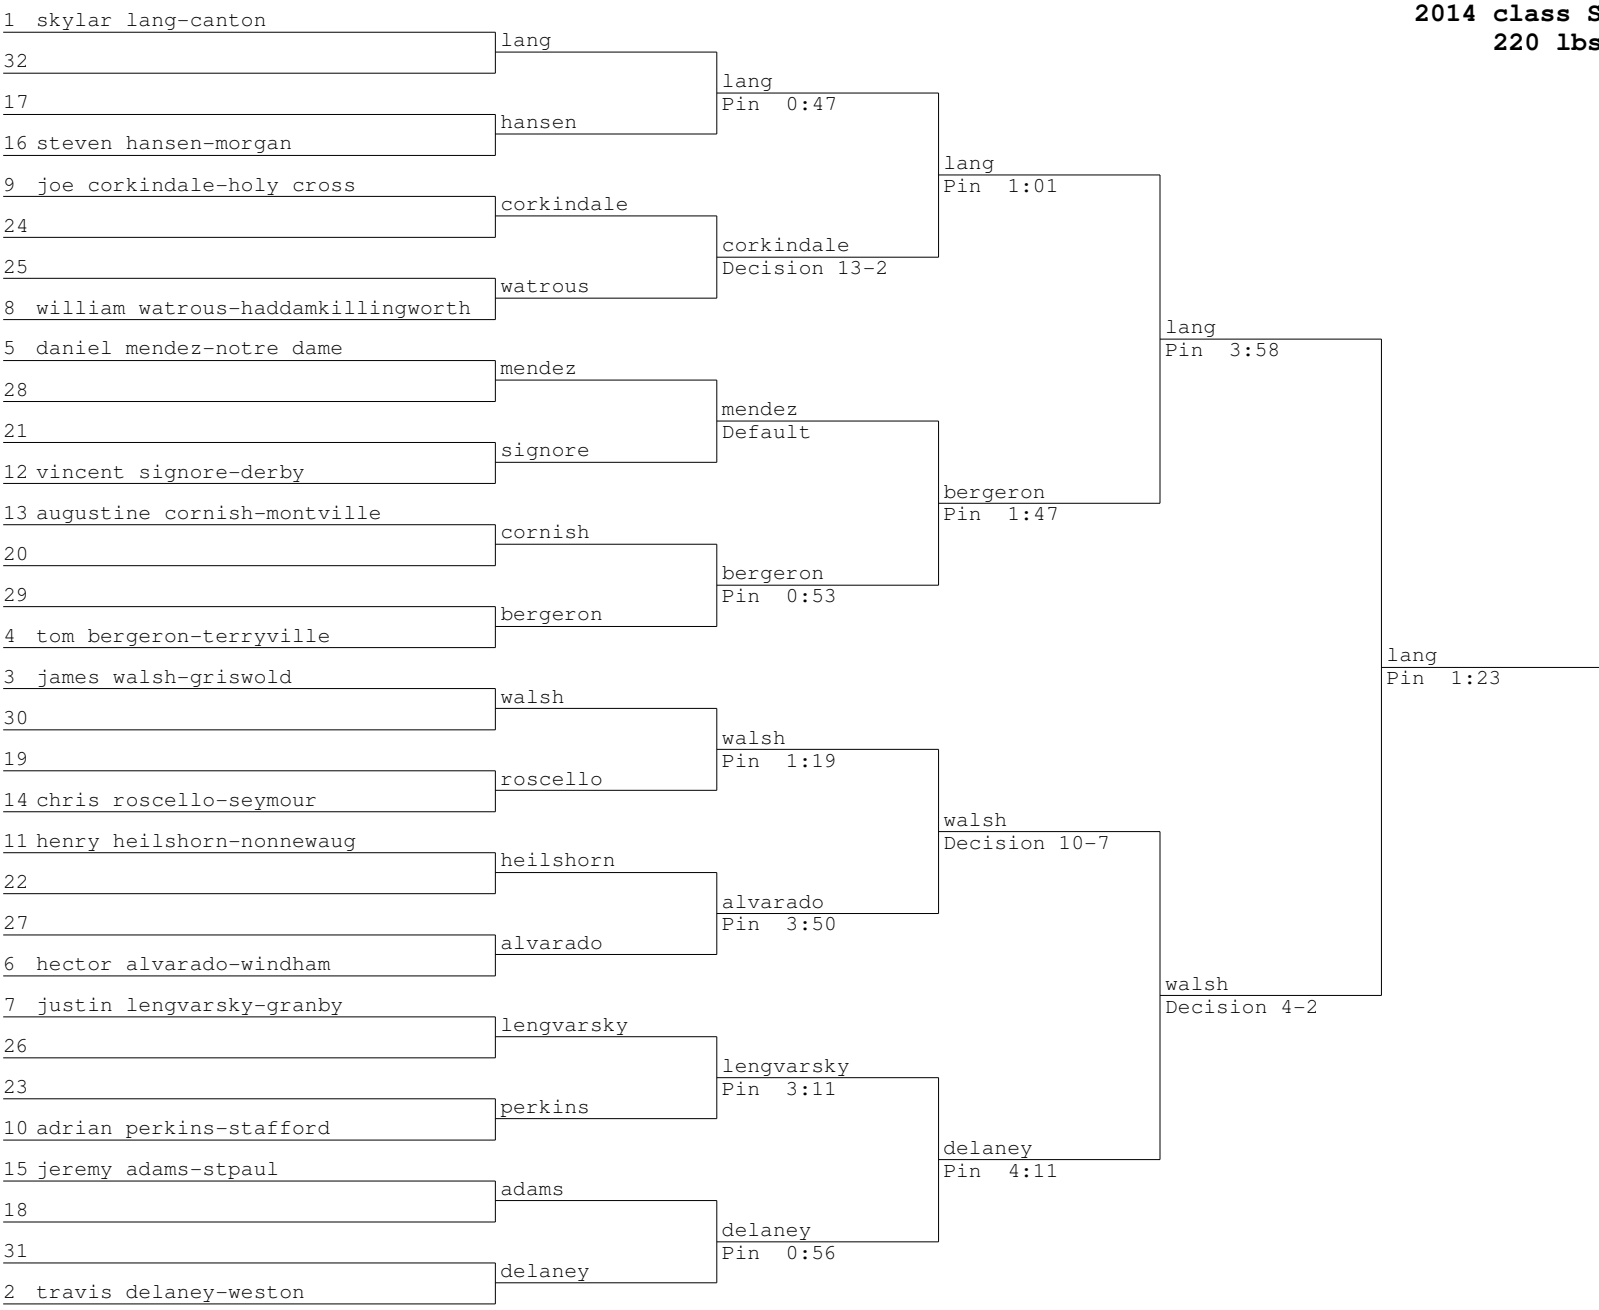 2014 class S
220 lbs
1 skylar lang-canton
32
17
16 steven hansen-morgan
9 joe corkindale-holy cross
24
25
8 william watrous-haddamkillingworth
5 daniel mendez-notre dame
28
21
12 vincent signore-derby
13 augustine cornish-montville
20
29
4 tom bergeron-terryville
3 james walsh-griswold
30
19
14 chris roscello-seymour
11 henry heilshorn-nonnewaug
22
27
6 hector alvarado-windham
7 justin lengvarsky-granby
26
23
10 adrian perkins-stafford
15 jeremy adams-stpaul
18
31
2 travis delaney-weston
lang
hansen
corkindale
watrous
mendez
signore
cornish
bergeron
walsh
roscello
heilshorn
alvarado
lengvarsky
perkins
adams
delaney
lang
Pin 0:47
corkindale
Decision 13-2
mendez
Default
bergeron
Pin 0:53
walsh
Pin 1:19
alvarado
Pin 3:50
lengvarsky
Pin 3:11
delaney
Pin 0:56
lang
Pin 1:01
bergeron
Pin 1:47
walsh
Decision 10-7
delaney
Pin 4:11
lang
Pin 3:58
walsh
Decision 4-2
lang
Pin 1:23